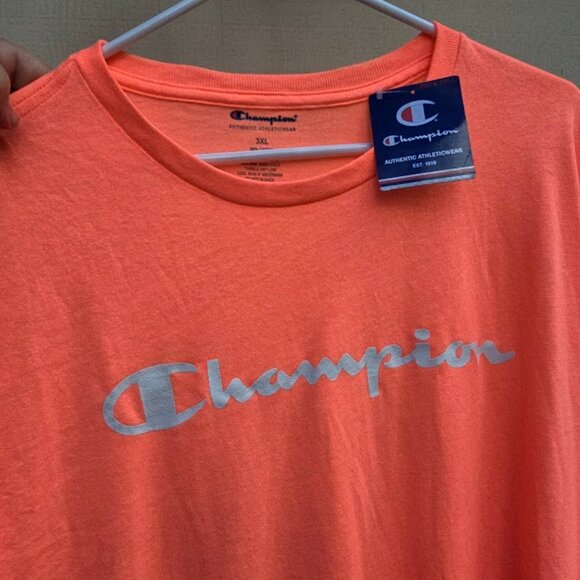 Champion
AUTHENTIC ATHLETICWEAR
3XL
Champion
AUTHENTIC ATHLETICWEAR
EST. 1919
Champion